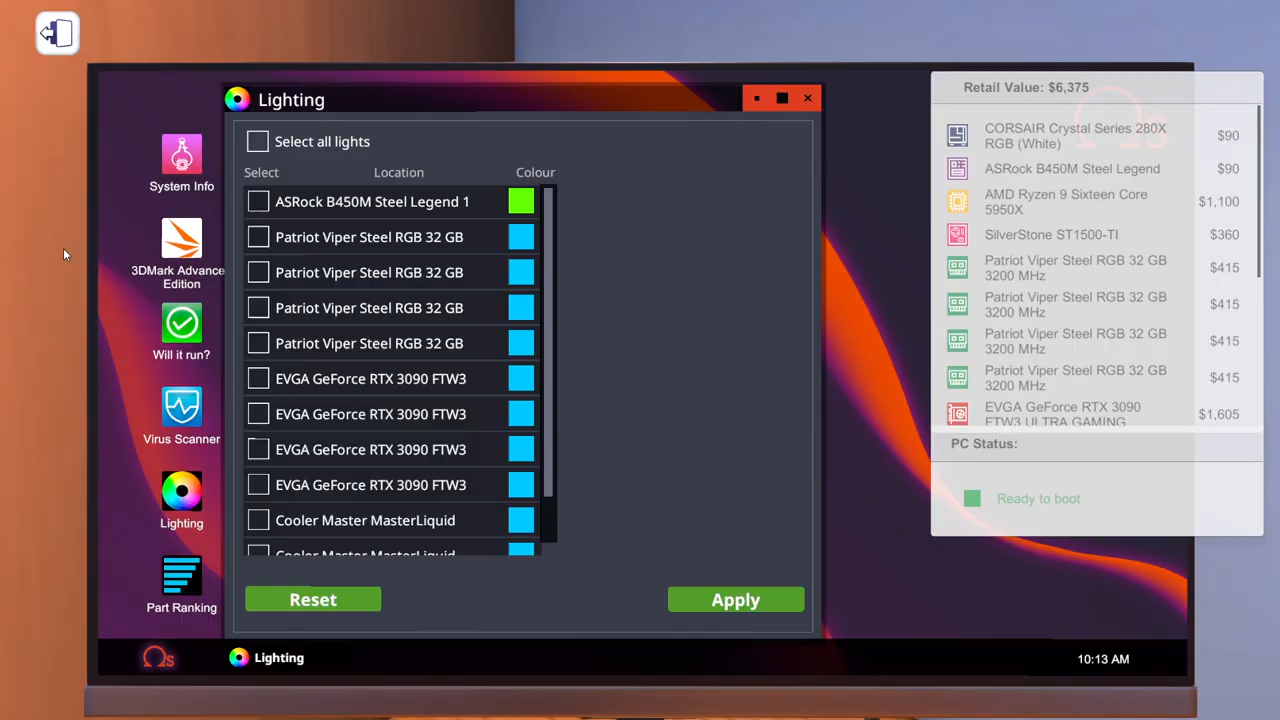 Lighting
Select all lights
Select Location Colour
ASRock B450M Steel Legend 1
Patriot Viper Steel RGB 32 GB
Patriot Viper Steel RGB 32 GB
Patriot Viper Steel RGB 32 GB
Patriot Viper Steel RGB 32 GB
EVGA GeForce RTX 3090 FTW3
EVGA GeForce RTX 3090 FTW3
EVGA GeForce RTX 3090 FTW3
EVGA GeForce RTX 3090 FTW3
Cooler Master MasterLiquid
Cooler Master MasterLiquid
Reset
Apply
System Info
3DMark Advance
Edition
Will it run?
Virus Scanner
Lighting
Part Ranking
Retail Value: $6,375
CORSAIR Crystal Series 280X
RGB (White) $90
ASRock B450M Steel Legend $90
AMD Ryzen 9 Sixteen Core
5950X $1,100
SilverStone ST1500-TI $360
Patriot Viper Steel RGB 32 GB
3200 MHz $415
Patriot Viper Steel RGB 32 GB
3200 MHz $415
Patriot Viper Steel RGB 32 GB
3200 MHz $415
Patriot Viper Steel RGB 32 GB
3200 MHz $415
EVGA GeForce RTX 3090
FTW3 ULTRA GAMING $1,605
PC Status:
Ready to boot
Ωs
Lighting
10:13 AM